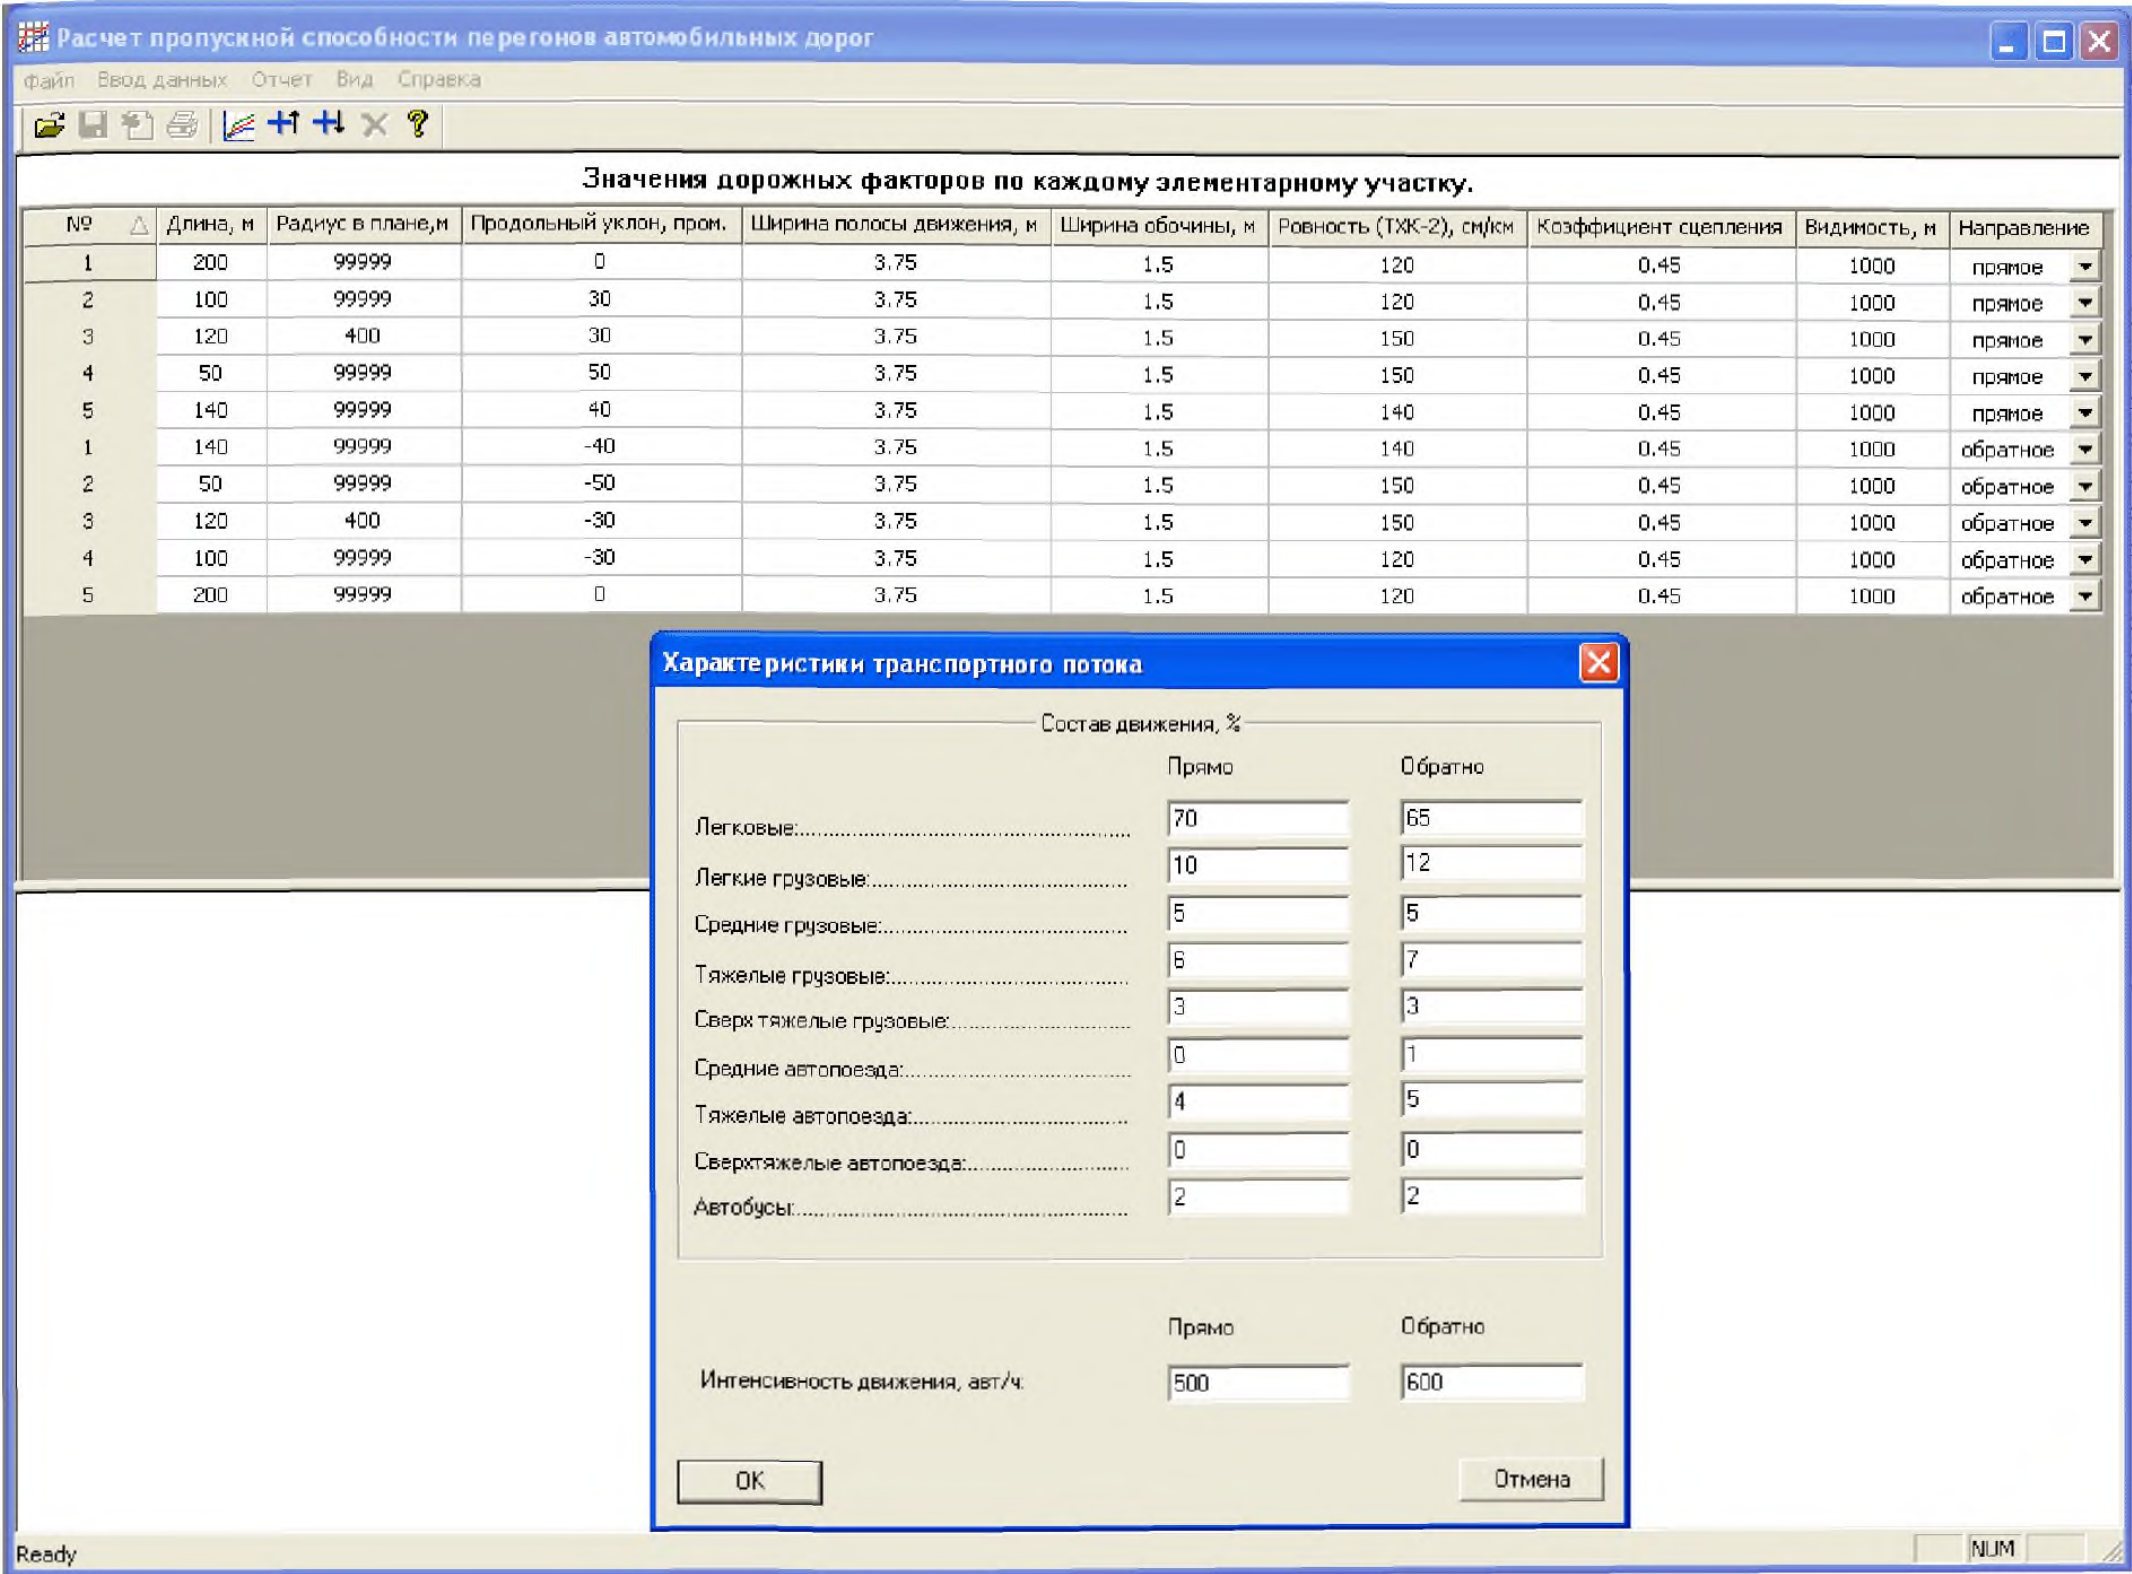 Расчет пропускной способности перегонов автомобильных дорог
Файл Ввод данных Отчет Вид Справка
Значения дорожных факторов по каждому элементарному участку.
№ Длина, м Радиус в плане,м Продольный уклон, пром. Ширина полосы движения, м Ширина обочины, м Ровность (ТХК-2), см/км Коэффициент сцепления Видимость, м Направление
1 200 99999 0 3.75 1.5 120 0.45 1000 прямое
2 100 99999 30 3.75 1.5 120 0.45 1000 прямое
3 120 400 30 3.75 1.5 150 0.45 1000 прямое
4 50 99999 50 3.75 1.5 150 0.45 1000 прямое
5 140 99999 40 3.75 1.5 140 0.45 1000 прямое
1 140 99999 -40 3.75 1.5 140 0.45 1000 обратное
2 50 99999 -50 3.75 1.5 150 0.45 1000 обратное
3 120 400 -30 3.75 1.5 150 0.45 1000 обратное
4 100 99999 -30 3.75 1.5 120 0.45 1000 обратное
5 200 99999 0 3.75 1.5 120 0.45 1000 обратное
Характеристики транспортного потока
Состав движения, %
Прямо Обратно
Легковые: 70 65
Легкие грузовые: 10 12
Средние грузовые: 5 5
Тяжелые грузовые: 6 7
Сверх тяжелые грузовые: 3 3
Средние автопоезда: 0 1
Тяжелые автопоезда: 4 5
Сверхтяжелые автопоезда: 0 0
Автобусы: 2 2
Прямо Обратно
Интенсивность движения, авт/ч: 500 600
OK Отмена
Ready NUM